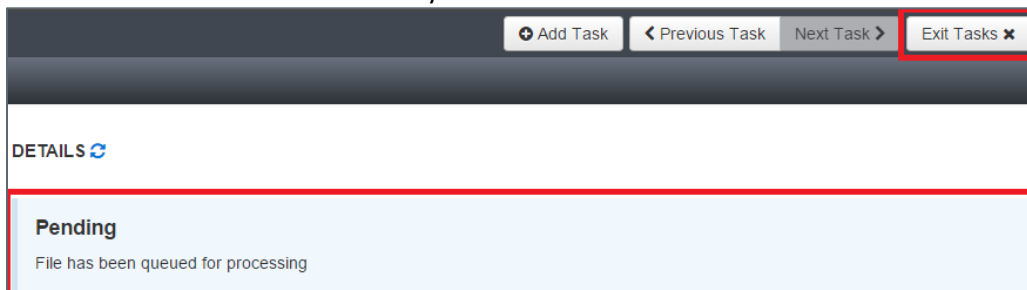 Add Task Previous Task Next Task Exit Tasks
DETAILS
Pending
File has been queued for processing